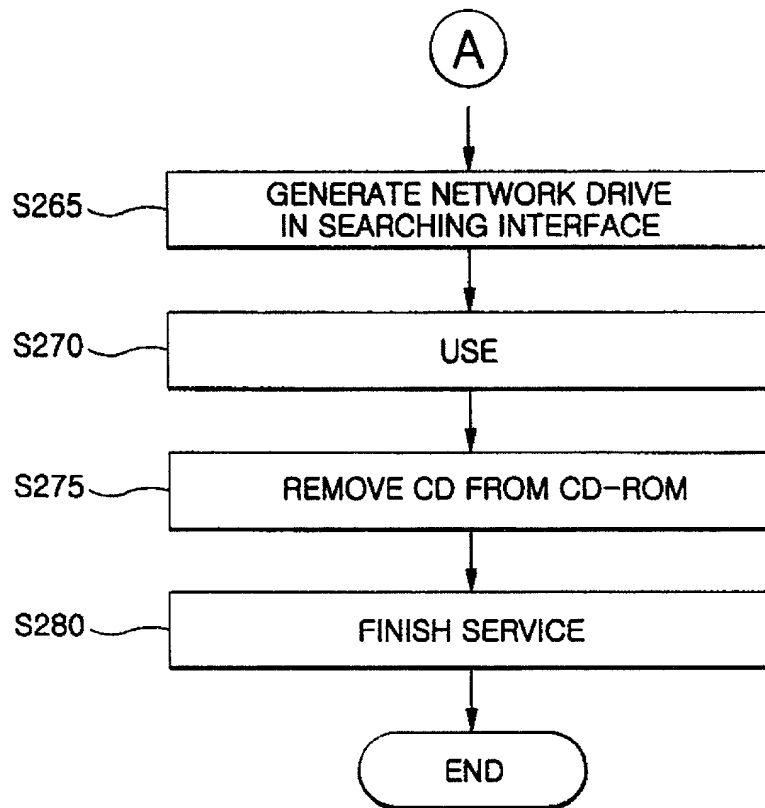 A
S265
GENERATE NETWORK DRIVE
IN SEARCHING INTERFACE
S270
USE
S275
REMOVE CD FROM CD-ROM
S280
FINISH SERVICE
END